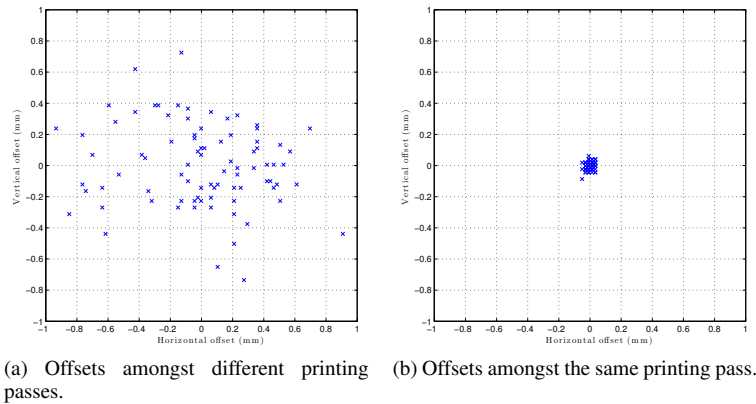 1
0.8
0.6
0.4
0.2
0
−0.2
−0.4
−0.6
−0.8
−1
Vertical offset (mm)
−1 −0.8 −0.6 −0.4 −0.2 0 0.2 0.4 0.6 0.8 1
Horizontal offset (mm)
1
0.8
0.6
0.4
0.2
0
−0.2
−0.4
−0.6
−0.8
−1
Vertical offset (mm)
−1 −0.8 −0.6 −0.4 −0.2 0 0.2 0.4 0.6 0.8 1
Horizontal offset (mm)
(a) Offsets amongst different printing
passes.
(b) Offsets amongst the same printing pass.